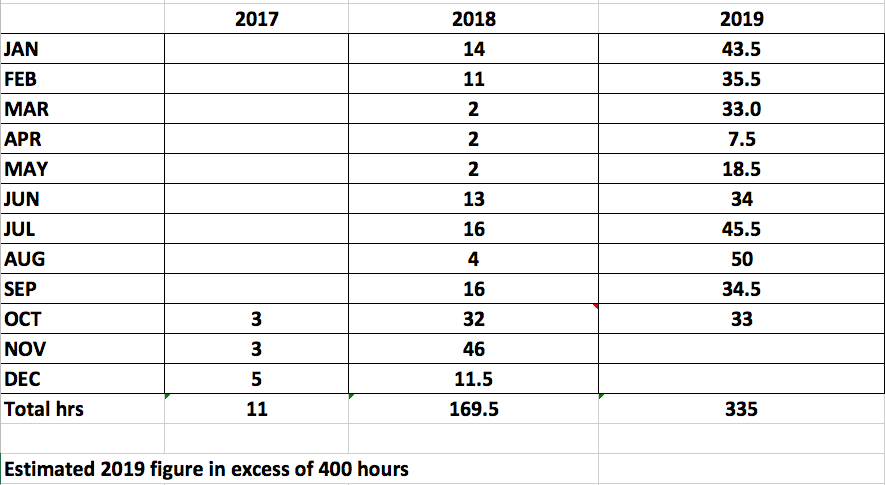 2017 2018 2019
JAN 14 43.5
FEB 11 35.5
MAR 2 33.0
APR 2 7.5
MAY 2 18.5
JUN 13 34
JUL 16 45.5
AUG 4 50
SEP 16 34.5
OCT 3 32 33
NOV 3 46
DEC 5 11.5
Total hrs 11 169.5 335
Estimated 2019 figure in excess of 400 hours